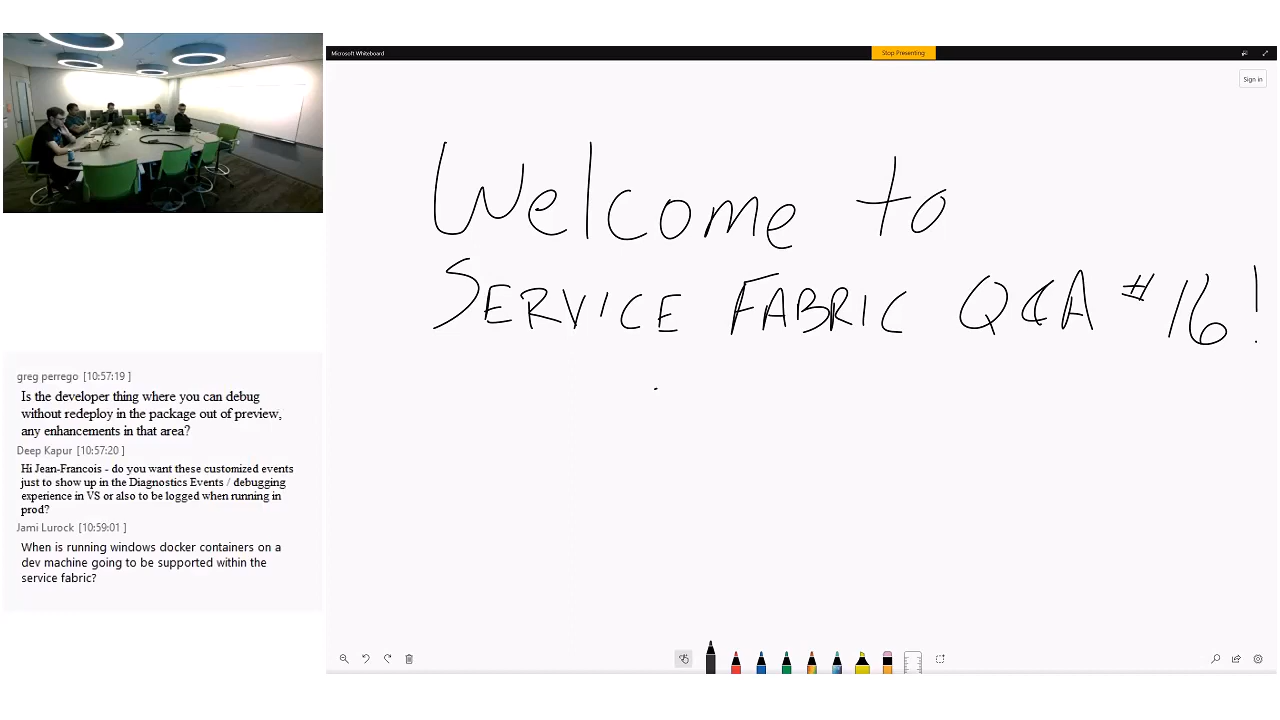 Microsoft Whiteboard
Stop Presenting
Sign in
Welcome to
SERVICE FABRIC Q&A #16!
greg perrego [10:57:19 ]
Is the developer thing where you can debug
without redeploy in the package out of preview,
any enhancements in that area?
Deep Kapur [10:57:20 ]
Hi Jean-Francois - do you want these customized events
just to show up in the Diagnostics Events / debugging
experience in VS or also to be logged when running in
prod?
Jami Lurock [10:59:01 ]
When is running windows docker containers on a
dev machine going to be supported within the
service fabric?